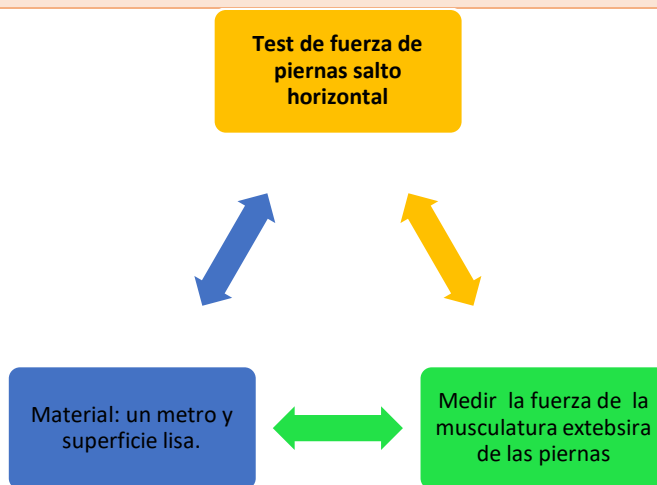 Test de fuerza de
piernas salto
horizontal
Material: un metro y
superficie lisa.
Medir la fuerza de la
musculatura extebsira
de las piernas